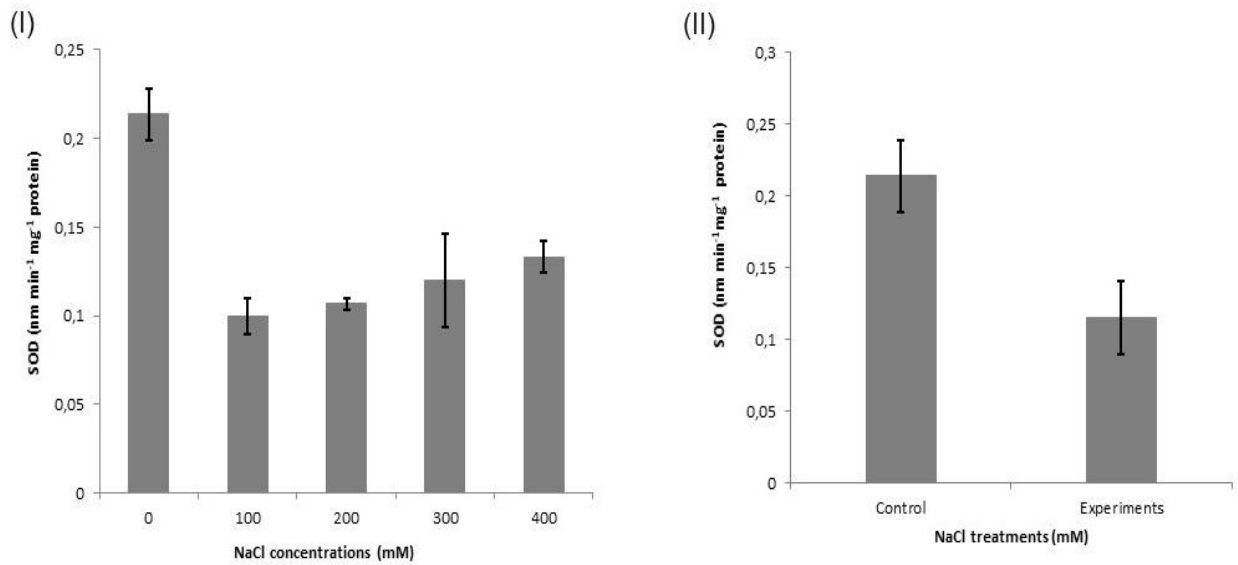 (I)
0,25
0,2
0,15
0,1
0,05
0
SOD (nm min⁻¹ mg⁻¹ protein)
0 100 200 300 400
NaCl concentrations (mM)
(II)
0,3
0,25
0,2
0,15
0,1
0,05
0
SOD (nm min⁻¹mg⁻¹ protein)
Control Experiments
NaCl treatments (mM)